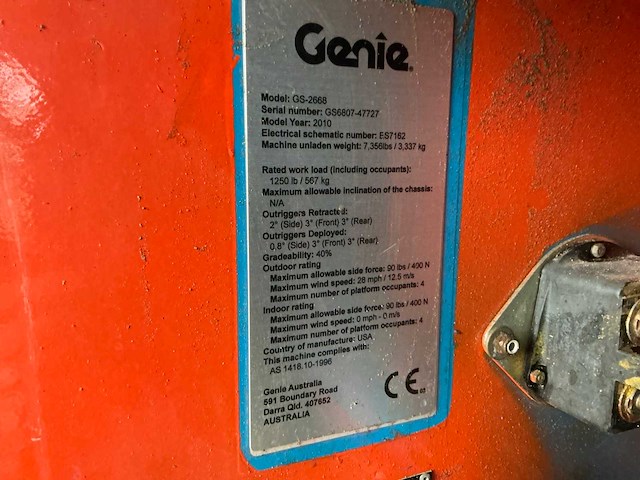 Genie
Model: GS-2668
Serial number: GS6807-47727
Model Year: 2010
Electrical schematic number: ES7162
Machine unladen weight: 7,356lbs / 3,337 kg
Rated work load (including occupants):
1250 lb / 567 kg
Maximum allowable inclination of the chassis:
N/A
Outriggers Retracted:
2° (Side) 3° (Front) 3° (Rear)
Outriggers Deployed:
0.8° (Side) 3° (Front) 3° (Rear)
Gradeability: 40%
Outdoor rating
Maximum allowable side force: 90 lbs / 400 N
Maximum wind speed: 28 mph / 12.5 m/s
Maximum number of platform occupants: 4
Indoor rating
Maximum allowable side force: 90 lbs / 400 N
Maximum wind speed: 0 mph - 0 m/s
Maximum number of platform occupants: 4
Country of manufacture: USA
This machine complies with:
AS 1418.10-1996
Genie Australia
591 Boundary Road
Darra Qld. 407652
AUSTRALIA
CE